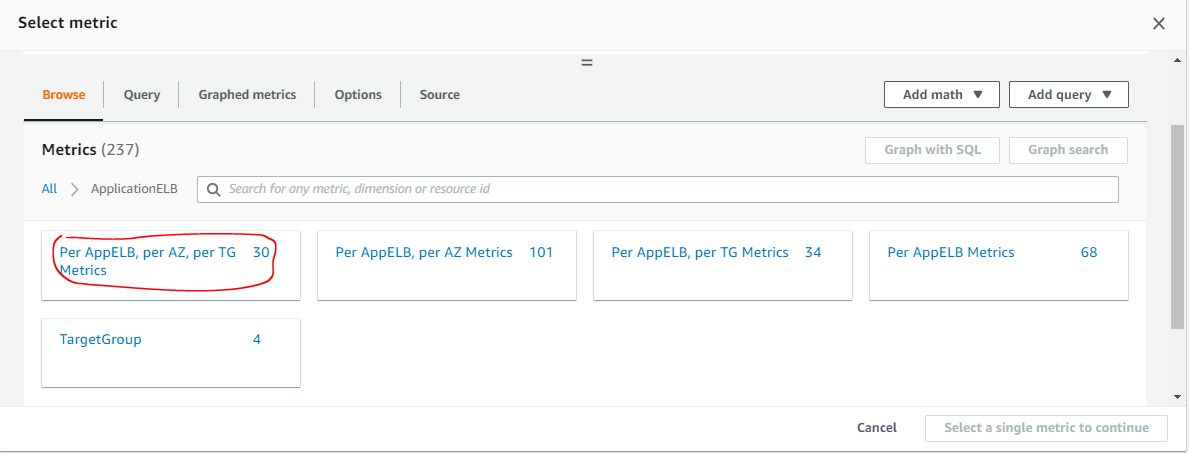 Select metric
Browse Query Graphed metrics Options Source Add math Add query
Metrics (237) Graph with SQL Graph search
All ApplicationELB Search for any metric, dimension or resource id
Per AppELB, per AZ, per TG Metrics 30
Per AppELB, per AZ Metrics 101
Per AppELB, per TG Metrics 34
Per AppELB Metrics 68
TargetGroup 4
Cancel Select a single metric to continue